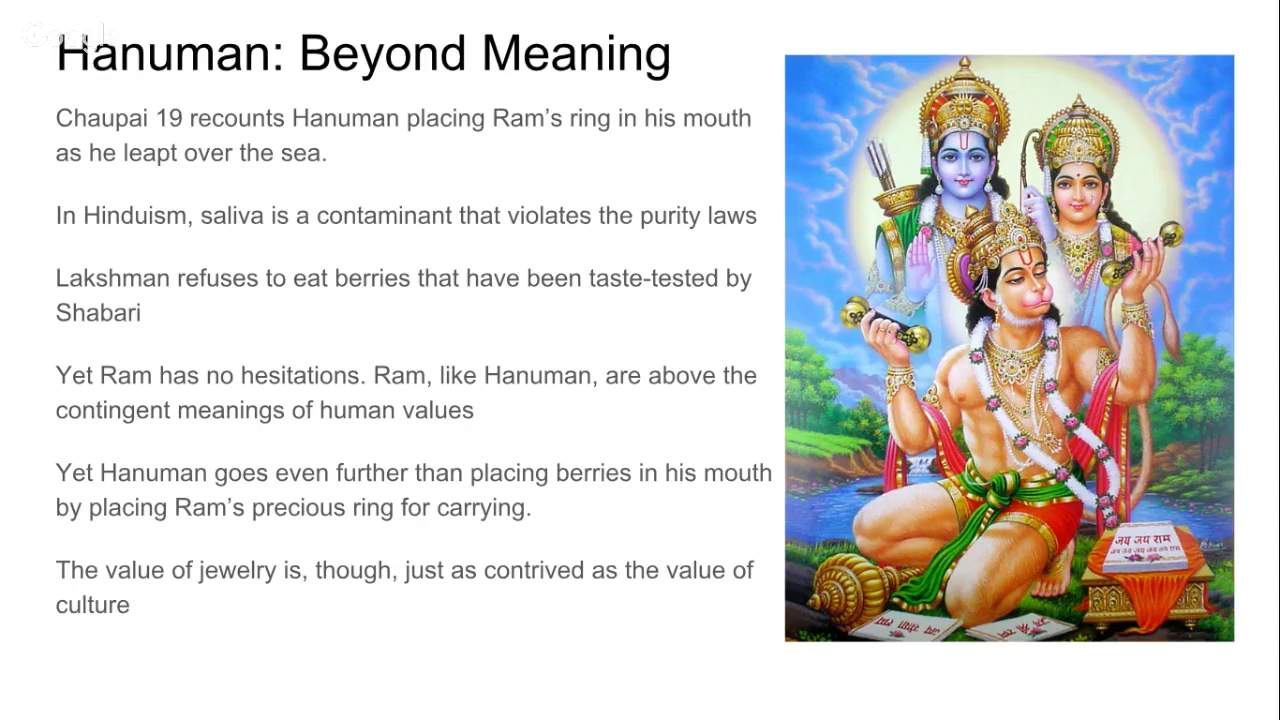 Google
Hanuman: Beyond Meaning
Chaupai 19 recounts Hanuman placing Ram’s ring in his mouth
as he leapt over the sea.
In Hinduism, saliva is a contaminant that violates the purity laws
Lakshman refuses to eat berries that have been taste-tested by
Shabari
Yet Ram has no hesitations. Ram, like Hanuman, are above the
contingent meanings of human values
Yet Hanuman goes even further than placing berries in his mouth
by placing Ram’s precious ring for carrying.
The value of jewelry is, though, just as contrived as the value of
culture
जय जय राम